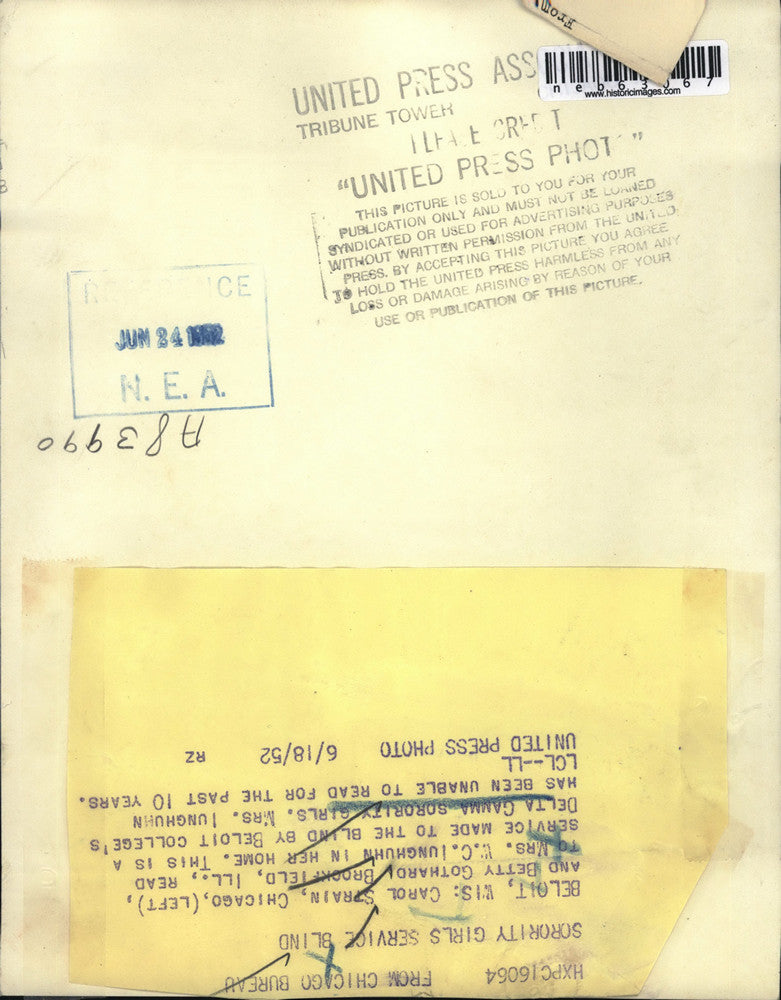 From
neb63067
www.historicimages.com
UNITED PRESS ASS
TRIBUNE TOWER
"UNITED PRESS PHOT "
THIS PICTURE IS SOLD TO YOU FOR YOUR
PUBLICATION ONLY AND MUST NOT BE LOANED
SYNDICATED OR USED FOR ADVERTISING PURPOSES
WITHOUT WRITTEN PERMISSION FROM THE UNITED
PRESS. BY ACCEPTING THIS PICTURE YOU AGREE
TO HOLD THE UNITED PRESS HARMLESS FROM ANY
LOSS OR DAMAGE ARISING BY REASON OF YOUR
USE OR PUBLICATION OF THIS PICTURE.
JUN 24 1952
N. E. A.
A83990
HXPC16064 FROM CHICAGO BUREAU
SORORITY GIRLS SERVICE BLIND
BELOIT, WIS: CAROL STRAIN, CHICAGO, (LEFT),
AND BETTY GOTHARDI BROOKFIELD, ILL., READ
TO MRS. W.C.IUNGHUHN IN HER HOME. THIS IS A
SERVICE MADE TO THE BLIND BY BELOIT COLLEGE'S
DELTA GAMMA SORORITY GIRLS. MRS. IUNGHUHN
HAS BEEN UNABLE TO READ FOR THE PAST 10 YEARS.
LCL--LL
UNITED PRESS PHOTO 6/18/52 RZ